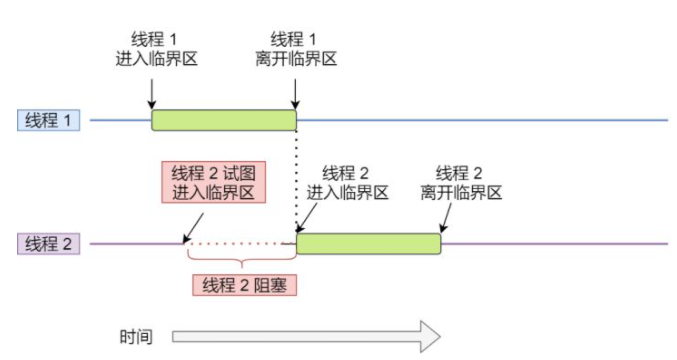 线程 1
进入临界区
线程 1
离开临界区
线程 1
线程 2 试图
进入临界区
线程 2
进入临界区
线程 2
离开临界区
线程 2
线程 2 阻塞
时间